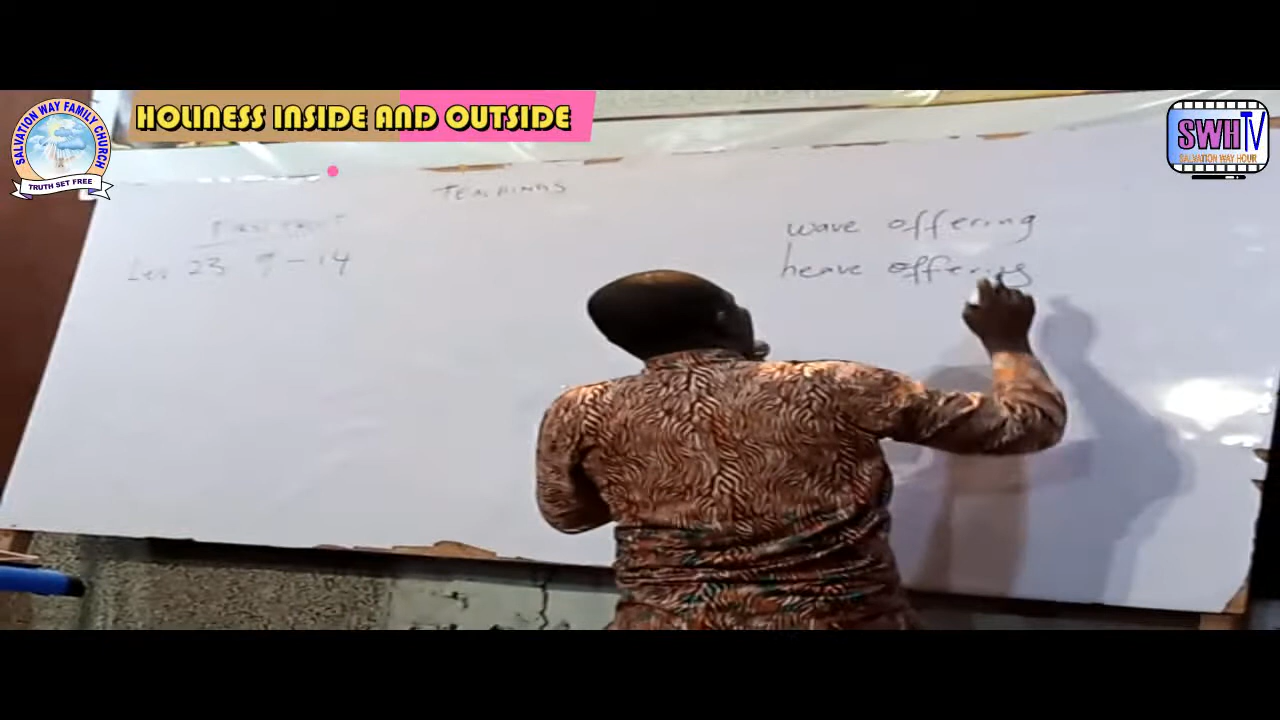 SALVATION WAY FAMILY CHURCH
TRUTH SET FREE
HOLINESS INSIDE AND OUTSIDE
SWHTV
SALVATION WAY HOUR
TEACHINGS
Lev 23 9-14
wave offering
heave offering